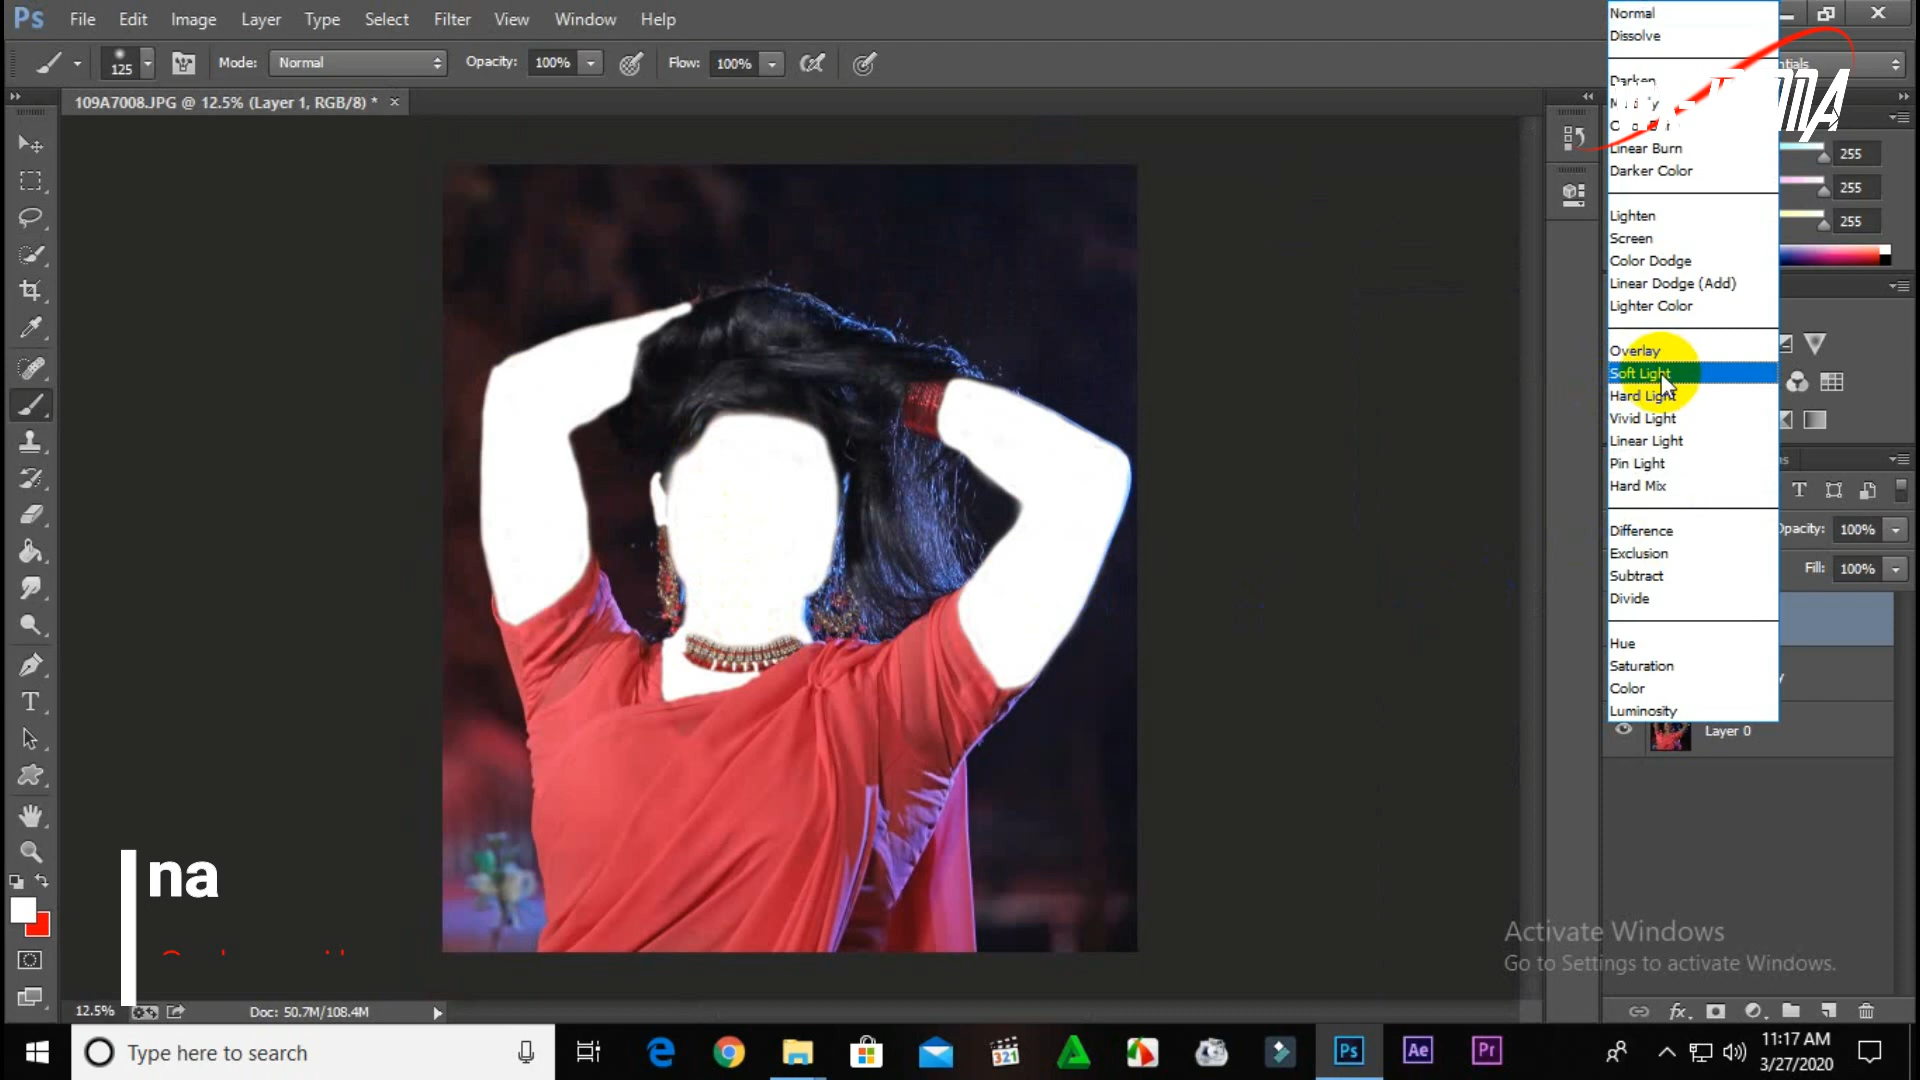 Ps File Edit Image Layer Type Select Filter View Window Help
125 Mode: Normal Opacity: 100% Flow: 100%
109A7008.JPG @ 12.5% (Layer 1, RGB/8) * ×
Normal
Dissolve
Darken
Linear Burn
Darker Color
Lighten
Screen
Color Dodge
Linear Dodge (Add)
Lighter Color
Overlay
Soft Light
Hard Light
Vivid Light
Linear Light
Pin Light
Hard Mix
Difference
Exclusion
Subtract
Divide
Hue
Saturation
Color
Luminosity
255
255
255
Opacity: 100%
Fill: 100%
Layer 0
na
Activate Windows
Go to Settings to activate Windows.
12.5% Doc: 50.7M/108.4M
Type here to search
321
Ps Ae Pr
11:17 AM
3/27/2020